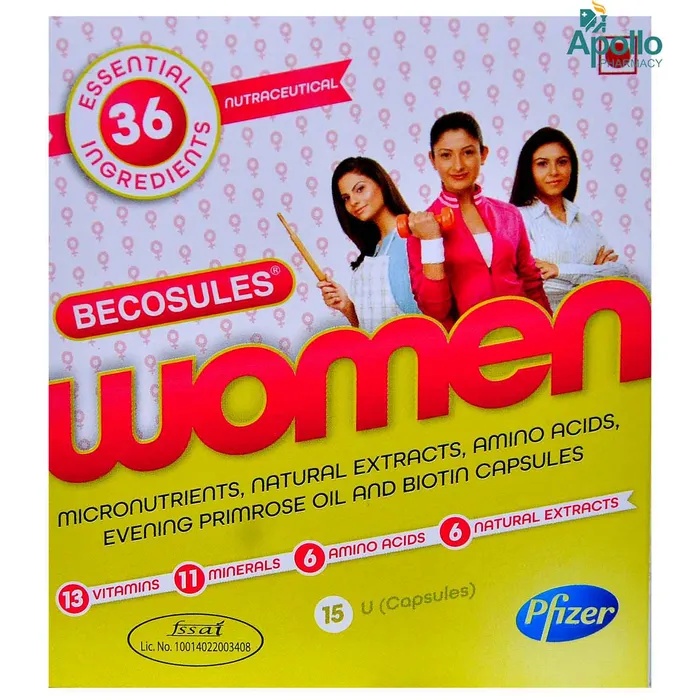 Apollo
PHARMACY
ESSENTIAL
36
INGREDIENTS
NUTRACEUTICAL
BECOSULES®
women
MICRONUTRIENTS, NATURAL EXTRACTS, AMINO ACIDS,
EVENING PRIMROSE OIL AND BIOTIN CAPSULES
13 VITAMINS 11 MINERALS 6 AMINO ACIDS 6 NATURAL EXTRACTS
15 U (Capsules)
fssai
Lic. No. 10014022003408
Pfizer